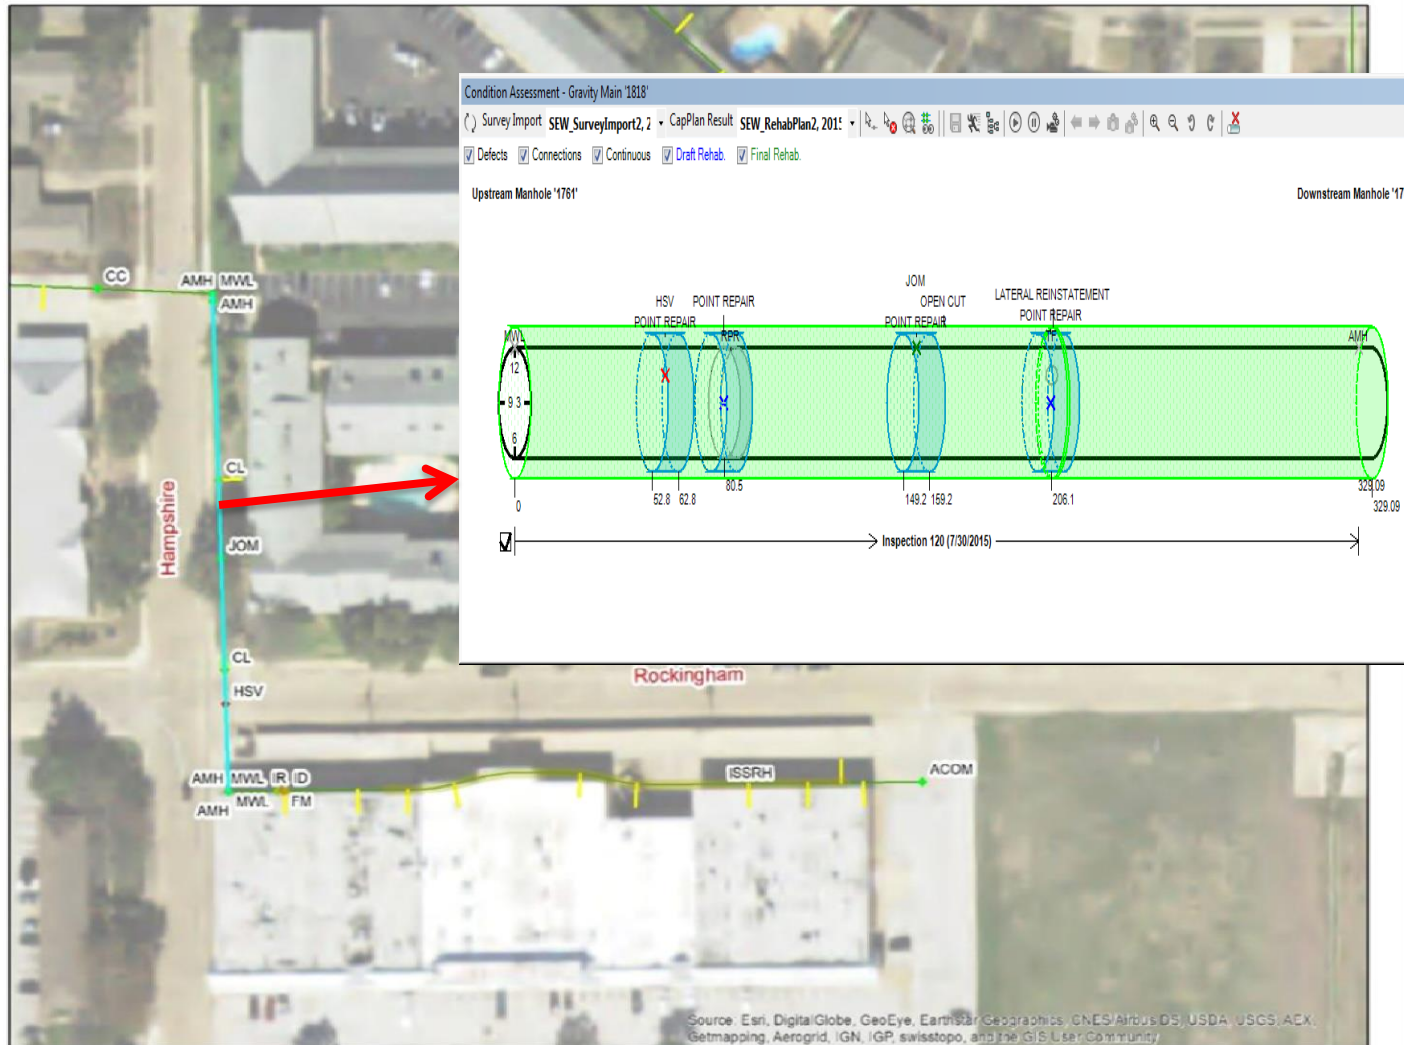 Condition Assessment - Gravity Main '1818'
Survey Import SEW_SurveyImport2, 2 CapPlan Result SEW_RehabPlan2, 201
Defects Connections Continuous Draft Rehab. Final Rehab.
Upstream Manhole '1761' Downstream Manhole '17
JOM
HSV POINT REPAIR OPEN CUT LATERAL REINSTATEMENT
POINT REPAIR POINT REPAIR POINT REPAIR
MWL RPR AMH
12
9 3
6
0 52.8 62.8 80.5 149.2 159.2 206.1 329.09
329.09
Inspection 120 (7/30/2015)
CC
AMH MWL
AMH
CL
Hampshire
JOM
CL
HSV
Rockingham
AMH MWL IR ID
AMH MWL FM
ISSRH
ACOM
Source: Esri, DigitalGlobe, GeoEye, Earthstar Geographics, CNES/Airbus DS, USDA, USGS, AEX,
Getmapping, Aerogrid, IGN, IGP, swisstopo, and the GIS User Community